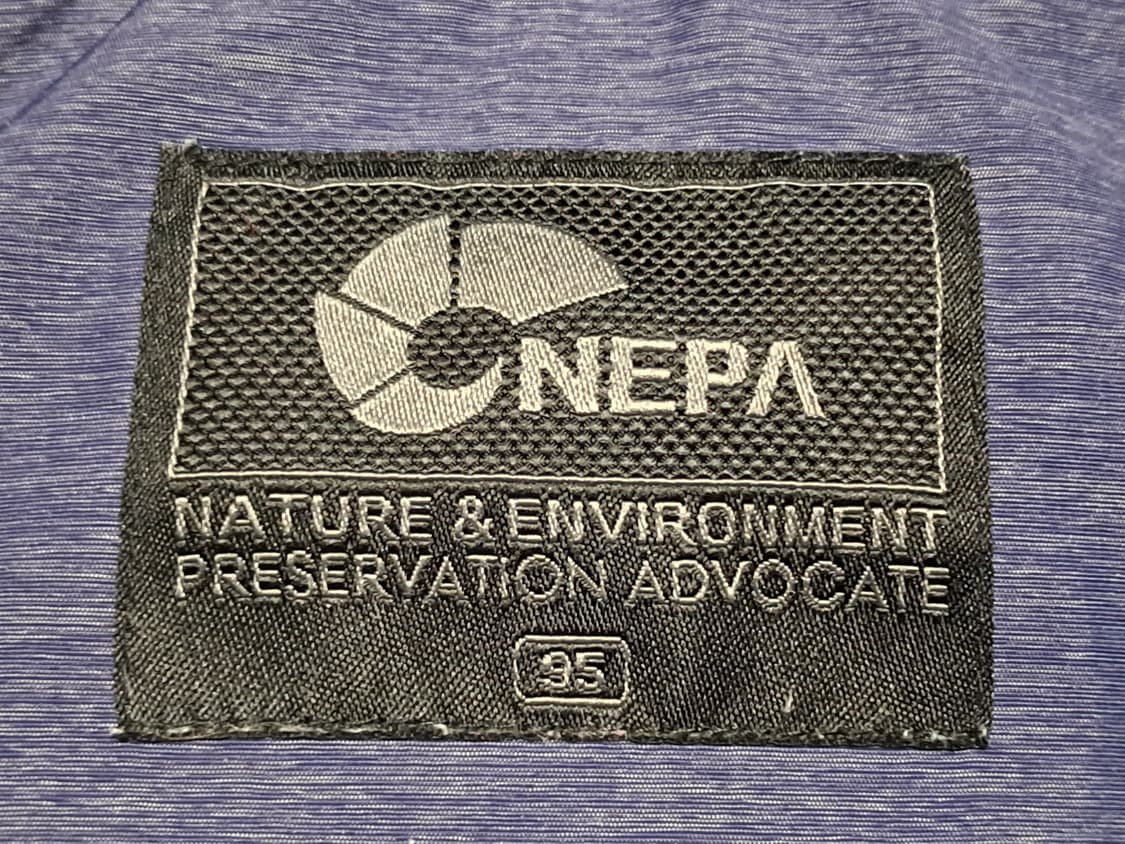 NEPA
NATURE & ENVIRONMENT
PRESERVATION ADVOCATE
95